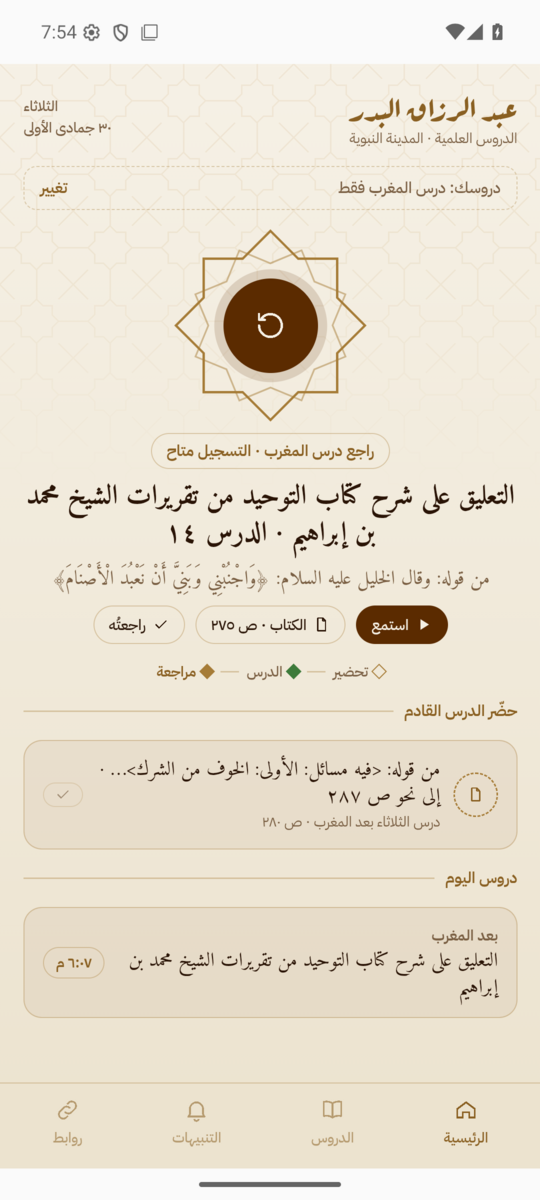 7:54
عبد الرزاق البدر
الدروس العلمية · المدينة النبوية
الثلاثاء
٣٠ جمادى الأولى
دروسك: درس المغرب فقط
تغيير
راجع درس المغرب · التسجيل متاح
التعليق على شرح كتاب التوحيد من تقريرات الشيخ محمد
بن إبراهيم · الدرس ١٤
من قوله: وقال الخليل عليه السلام: ﴿وَاجْنُبْنِي وَبَنِيَّ أَنْ نَعْبُدَ الْأَصْنَامَ﴾
استمع
الكتاب · ص ٢٧٥
راجعتُه
تحضير
الدرس
مراجعة
حضّر الدرس القادم
من قوله: <فيه مسائل: الأولى: الخوف من الشرك>... ·
إلى نحو ص ٢٨٧
درس الثلاثاء بعد المغرب · ص ٢٨٠
دروس اليوم
بعد المغرب
التعليق على شرح كتاب التوحيد من تقريرات الشيخ محمد بن
إبراهيم
٦:٠٧ م
الرئيسية
الدروس
التنبيهات
روابط